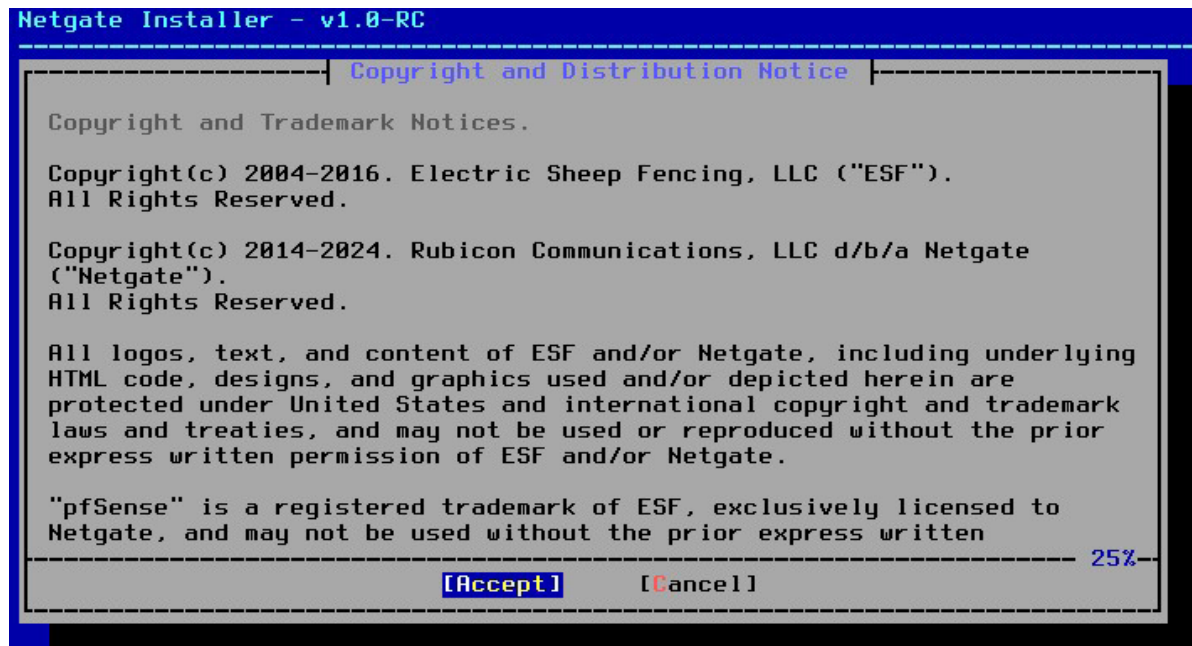 Netgate Installer - v1.0-RC
Copyright and Distribution Notice
Copyright and Trademark Notices.
Copyright(c) 2004-2016. Electric Sheep Fencing, LLC ("ESF").
All Rights Reserved.
Copyright(c) 2014-2024. Rubicon Communications, LLC d/b/a Netgate
("Netgate").
All Rights Reserved.
All logos, text, and content of ESF and/or Netgate, including underlying
HTML code, designs, and graphics used and/or depicted herein are
protected under United States and international copyright and trademark
laws and treaties, and may not be used or reproduced without the prior
express written permission of ESF and/or Netgate.
"pfSense" is a registered trademark of ESF, exclusively licensed to
Netgate, and may not be used without the prior express written
25%
[Accept] [Cancel]